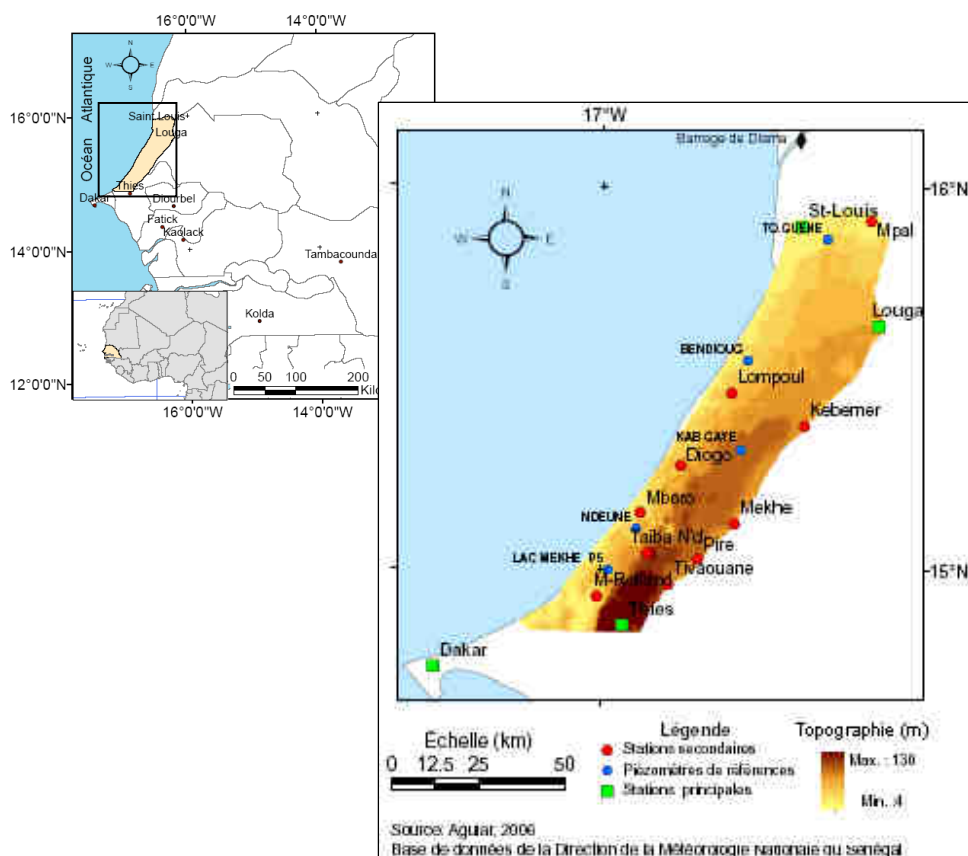 16°0'0"W
14°0'0"W
N
W
E
S
Océan Atlantique
16°0'0"N
Saint Louis
Louga
Thies
Dakar
Diourbel
Fatick
Kaolack
14°0'0"N
Tambacounda
Kolda
0 50 100 200
12°0'0"N
16°0'0"W
14°0'0"W
17°W
Barrage de Diama
16°N
N
W
E
S
St-Louis
Mpal
Louga
BENDIOUG
Lompoul
Kebemer
KAB GAYE
Diogo
Mboro
Mekhe
NDEUNE
Taiba N'd
Pire
LAC MEKHE P5
Tivaouane
15°N
Thies
Dakar
Échelle (km)
0 12.5 25 50
Légende
Stations secondaires
Piézomètres de références
Stations principales
Topographie (m)
Max. : 130
Min. :4
Source: Aguiar, 2006
Base de données de la Direction de la Météorologie Nationale du Sénégal